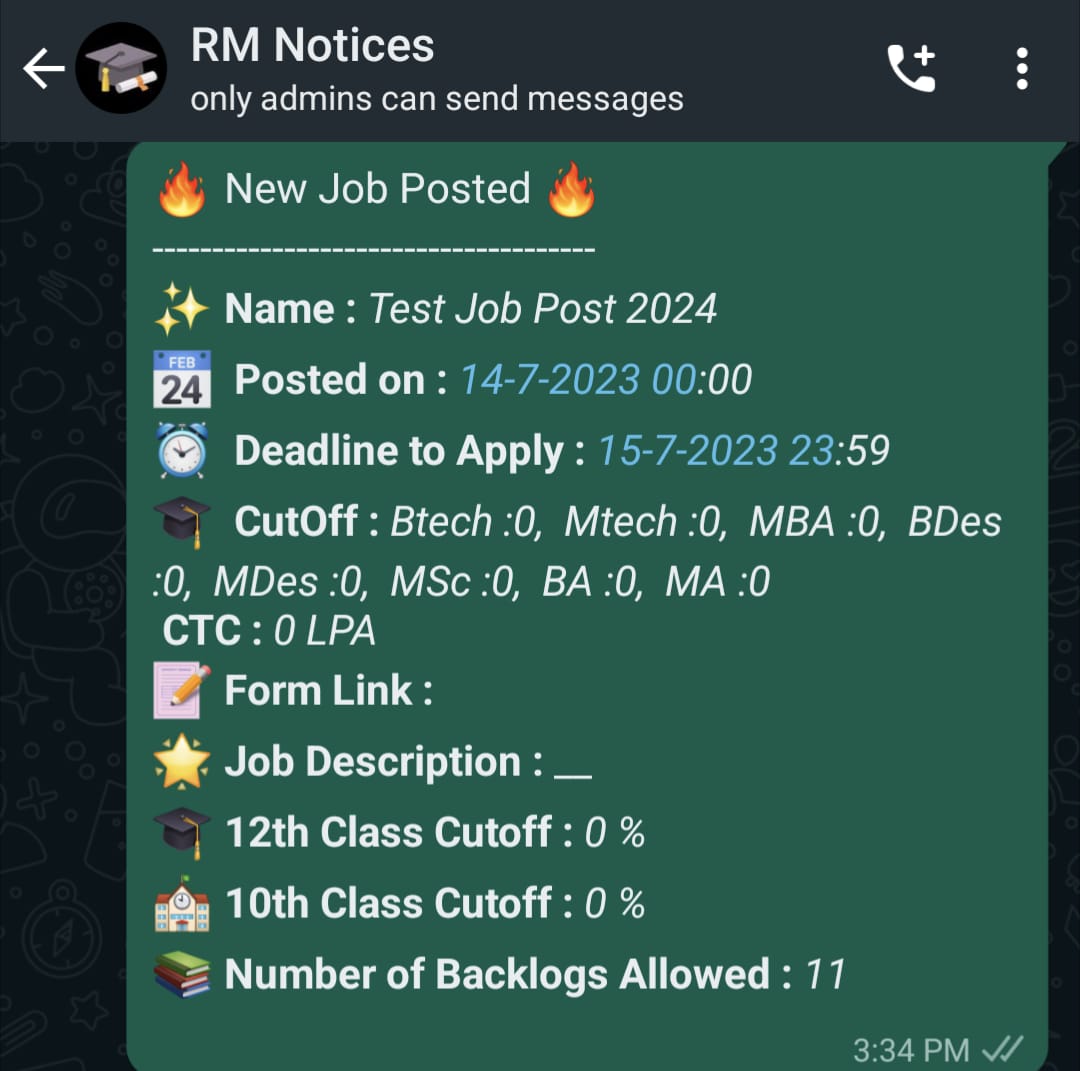 RM Notices
only admins can send messages
🔥 New Job Posted 🔥
-------------------------------------
✨ Name : Test Job Post 2024
📅 Posted on : 14-7-2023 00:00
⏰ Deadline to Apply : 15-7-2023 23:59
🎓 CutOff : Btech :0, Mtech :0, MBA :0, BDes
:0, MDes :0, MSc :0, BA :0, MA :0
CTC : 0 LPA
📝 Form Link :
🌟 Job Description : __
🎓 12th Class Cutoff : 0 %
🏫 10th Class Cutoff : 0 %
📚 Number of Backlogs Allowed : 11
3:34 PM